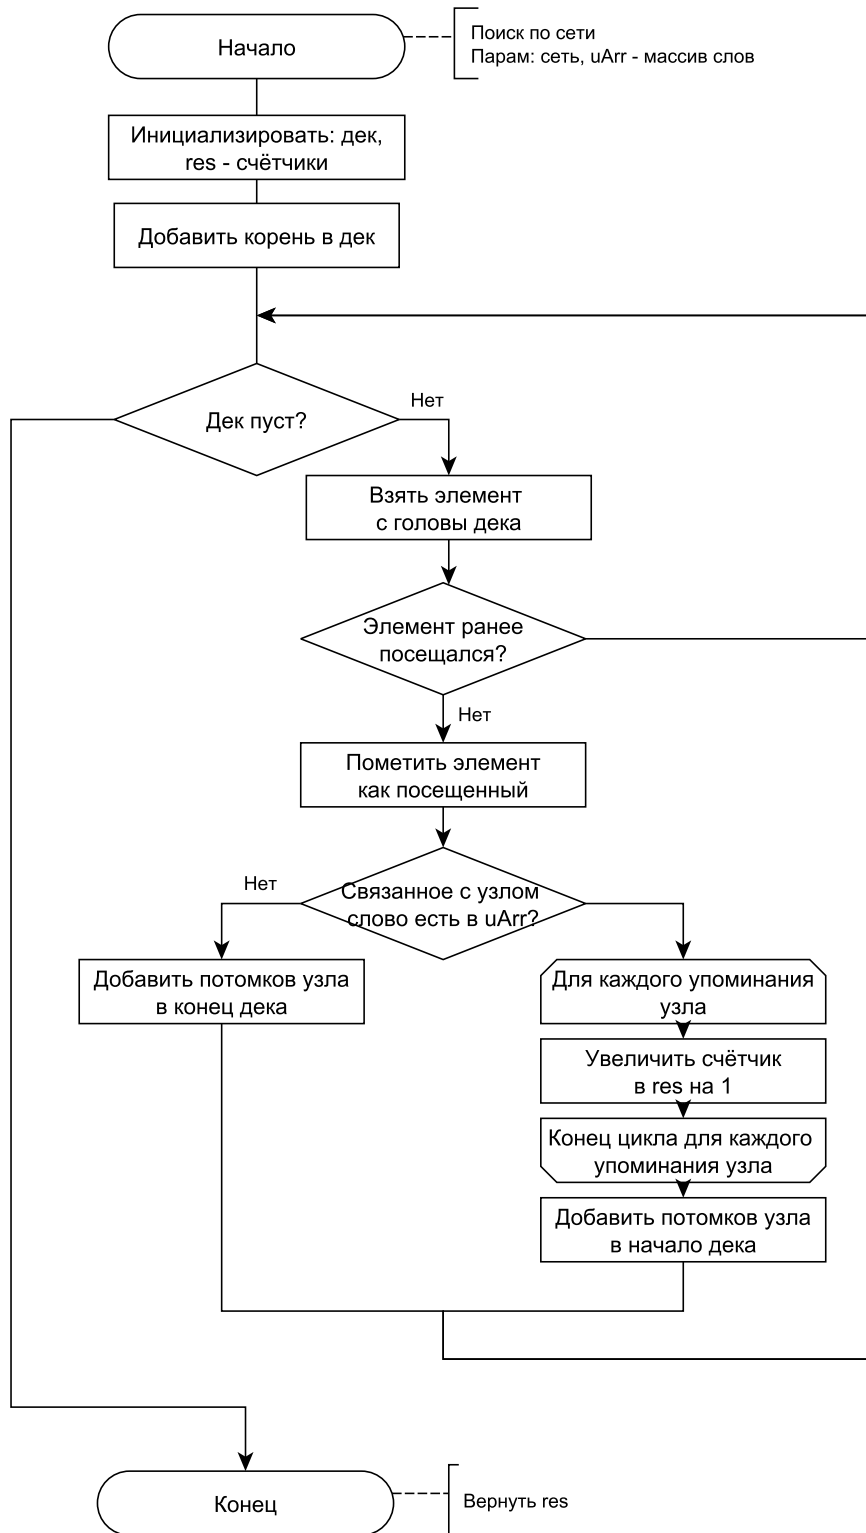 Начало
Поиск по сети
Парам: сеть, uArr - массив слов
Инициализировать: дек,
res - счётчики
Добавить корень в дек
Дек пуст?
Нет
Взять элемент
с головы дека
Элемент ранее
посещался?
Нет
Пометить элемент
как посещенный
Связанное с узлом
слово есть в uArr?
Нет
Добавить потомков узла
в конец дека
Для каждого упоминания
узла
Увеличить счётчик
в res на 1
Конец цикла для каждого
упоминания узла
Добавить потомков узла
в начало дека
Конец
Вернуть res